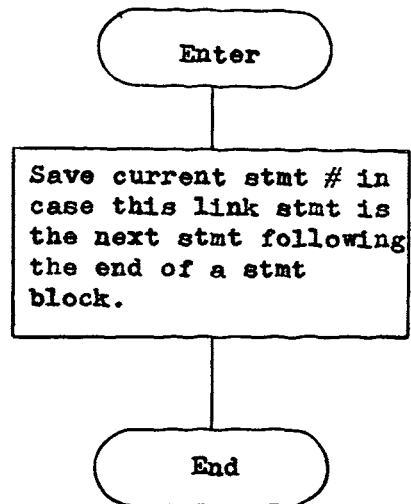 Enter
Save current stmt # in
case this link stmt is
the next stmt following
the end of a stmt
block.
End